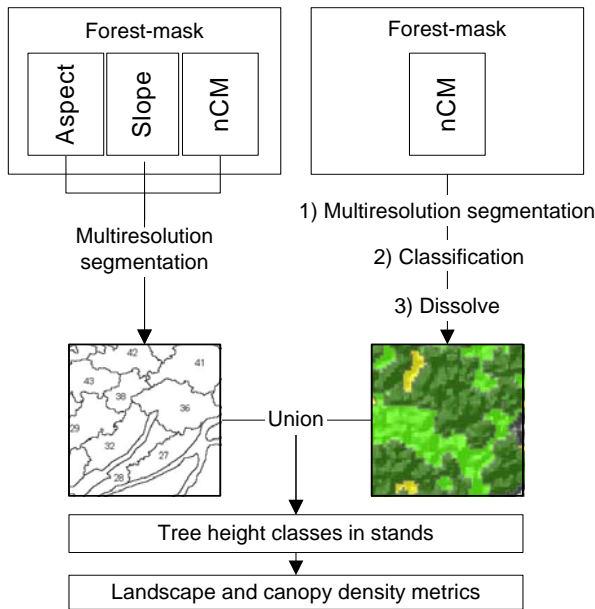 Forest-mask
Aspect
Slope
nCM
Multiresolution
segmentation
Forest-mask
nCM
1) Multiresolution segmentation
2) Classification
3) Dissolve
42
41
43
38
36
29
32
27
28
Union
Tree height classes in stands
Landscape and canopy density metrics